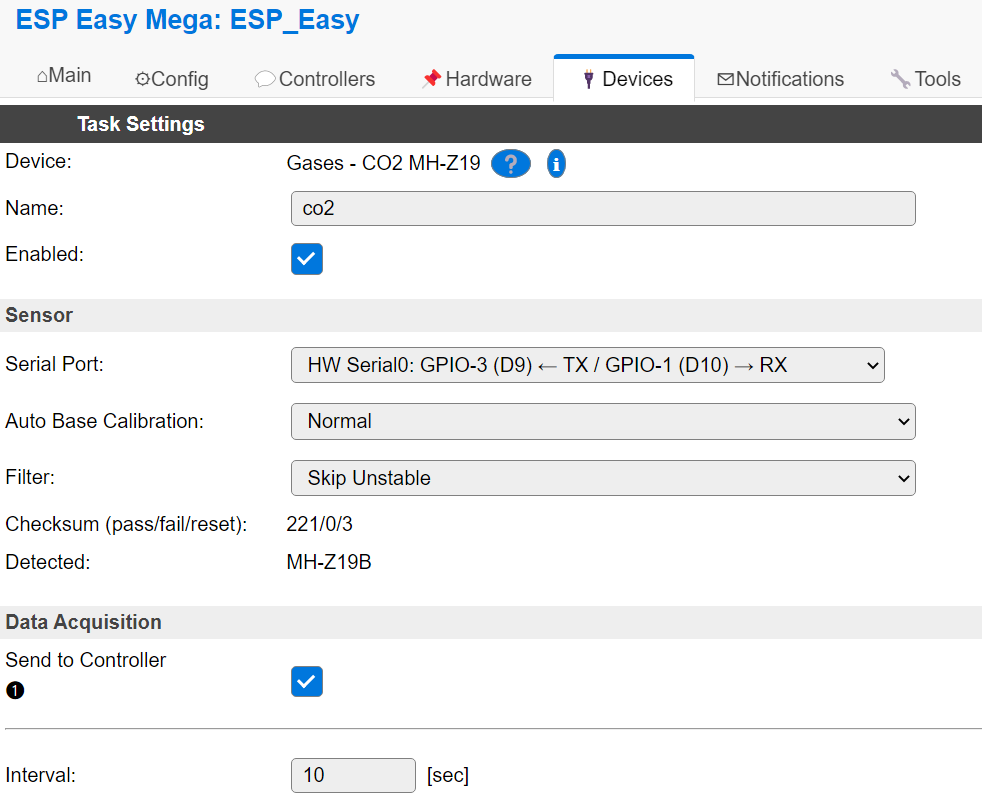 ESP Easy Mega: ESP_Easy
Main Config Controllers Hardware Devices Notifications Tools
Task Settings
Device: Gases - CO2 MH-Z19 ? i
Name: co2
Enabled:
Sensor
Serial Port: HW Serial0: GPIO-3 (D9) ← TX / GPIO-1 (D10) → RX
Auto Base Calibration: Normal
Filter: Skip Unstable
Checksum (pass/fail/reset): 221/0/3
Detected: MH-Z19B
Data Acquisition
Send to Controller
❶
Interval: 10 [sec]